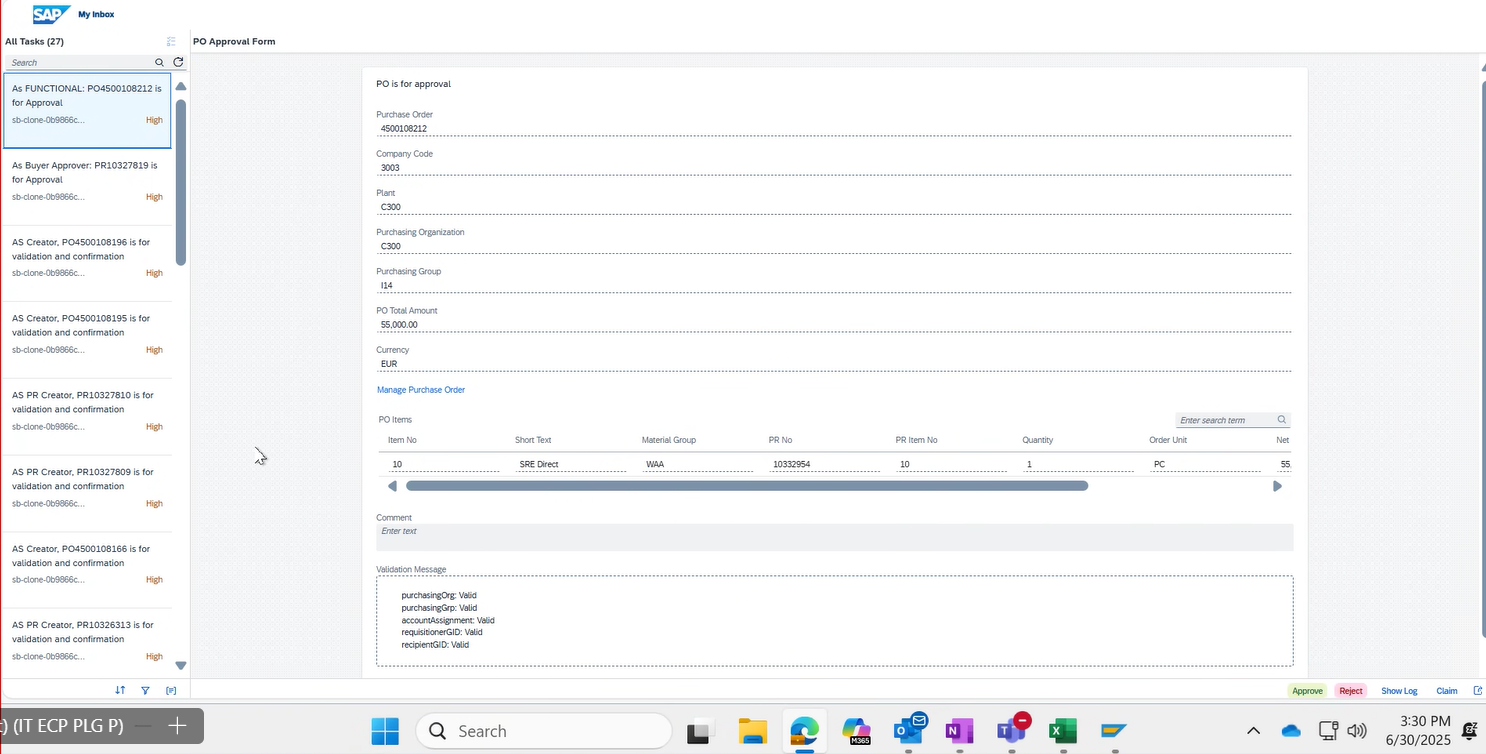 SAP My Inbox
All Tasks (27)
Search
As FUNCTIONAL: PO4500108212 is
for Approval
sb-clone-0b9866c... High
As Buyer Approver: PR10327819 is
for Approval
sb-clone-0b9866c... High
AS Creator, PO4500108196 is for
validation and confirmation
sb-clone-0b9866c... High
AS Creator, PO4500108195 is for
validation and confirmation
sb-clone-0b9866c... High
AS PR Creator, PR10327810 is for
validation and confirmation
sb-clone-0b9866c... High
AS PR Creator, PR10327809 is for
validation and confirmation
sb-clone-0b9866c... High
AS Creator, PO4500108166 is for
validation and confirmation
sb-clone-0b9866c... High
AS PR Creator, PR10326313 is for
validation and confirmation
sb-clone-0b9866c... High
PO Approval Form
PO is for approval
Purchase Order
4500108212
Company Code
3003
Plant
C300
Purchasing Organization
C300
Purchasing Group
I14
PO Total Amount
55,000.00
Currency
EUR
Manage Purchase Order
PO Items Enter search term
Item No Short Text Material Group PR No PR Item No Quantity Order Unit Net
10 SRE Direct WAA 10332954 10 1 PC 55.
Comment
Enter text
Validation Message
purchasingOrg: Valid
purchasingGrp: Valid
accountAssignment: Valid
requisitionerGID: Valid
recipientGID: Valid
Approve Reject Show Log Claim
) (IT ECP PLG P)
Search
M365
3:30 PM
6/30/2025